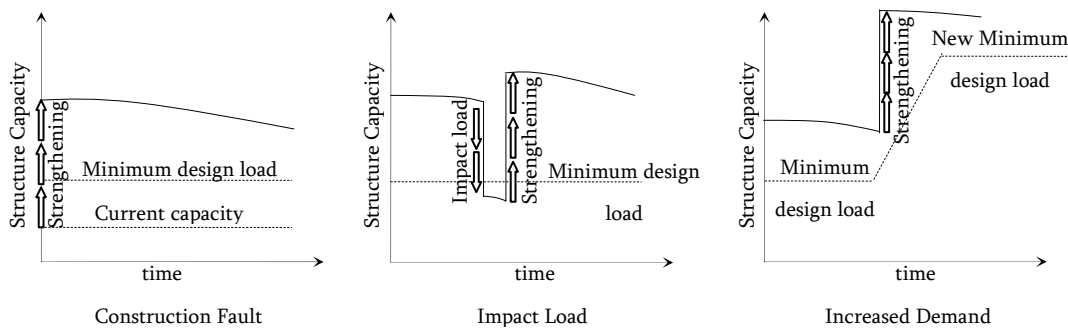 Structure Capacity
Strengthening
Minimum design load
Current capacity
time
Construction Fault
Structure Capacity
Impact load
Strengthening
Minimum design
load
time
Impact Load
Structure Capacity
Strengthening
New Minimum
design load
Minimum
design load
time
Increased Demand